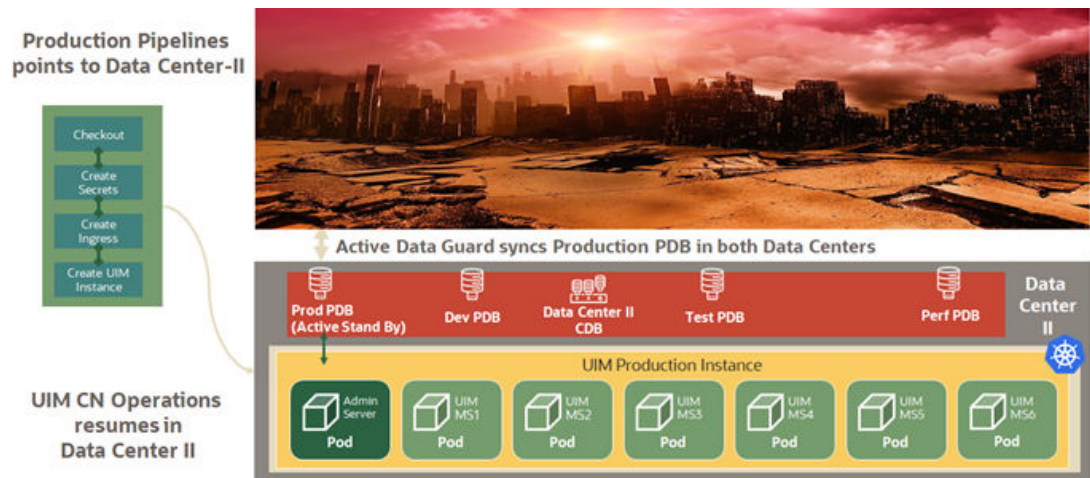 Production Pipelines
points to Data Center-II
Checkout
Create
Secrets
Create
Ingress
Create UIM
Instance
Active Data Guard syncs Production PDB in both Data Centers
Prod PDB
(Active Stand By)
Dev PDB
Data Center II
CDB
Test PDB
Perf PDB
Data
Center
II
UIM Production Instance
Admin
Server
Pod
UIM
MS1
Pod
UIM
MS2
Pod
UIM
MS3
Pod
UIM
MS4
Pod
UIM
MS5
Pod
UIM
MS6
Pod
UIM CN Operations
resumes in
Data Center II